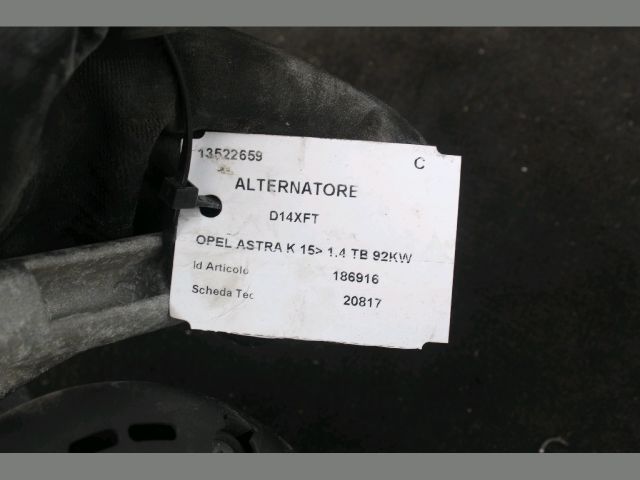 13522659 C
ALTERNATORE
D14XFT
OPEL ASTRA K 15> 1.4 TB 92KW
Id Articolo 186916
Scheda Tec 20817